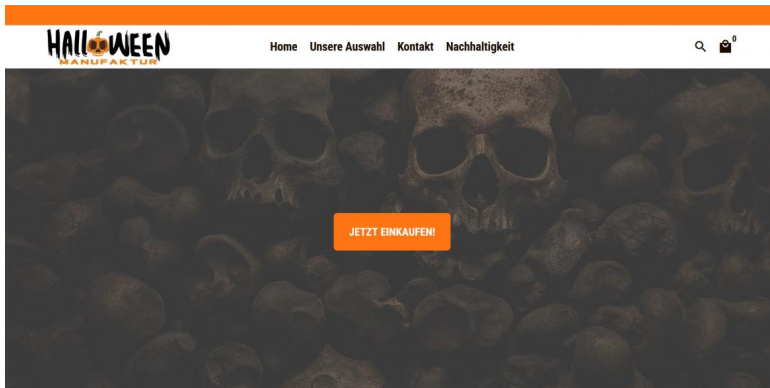 HALLOWEEN
MANUFAKTUR
Home Unsere Auswahl Kontakt Nachhaltigkeit
0
JETZT EINKAUFEN!